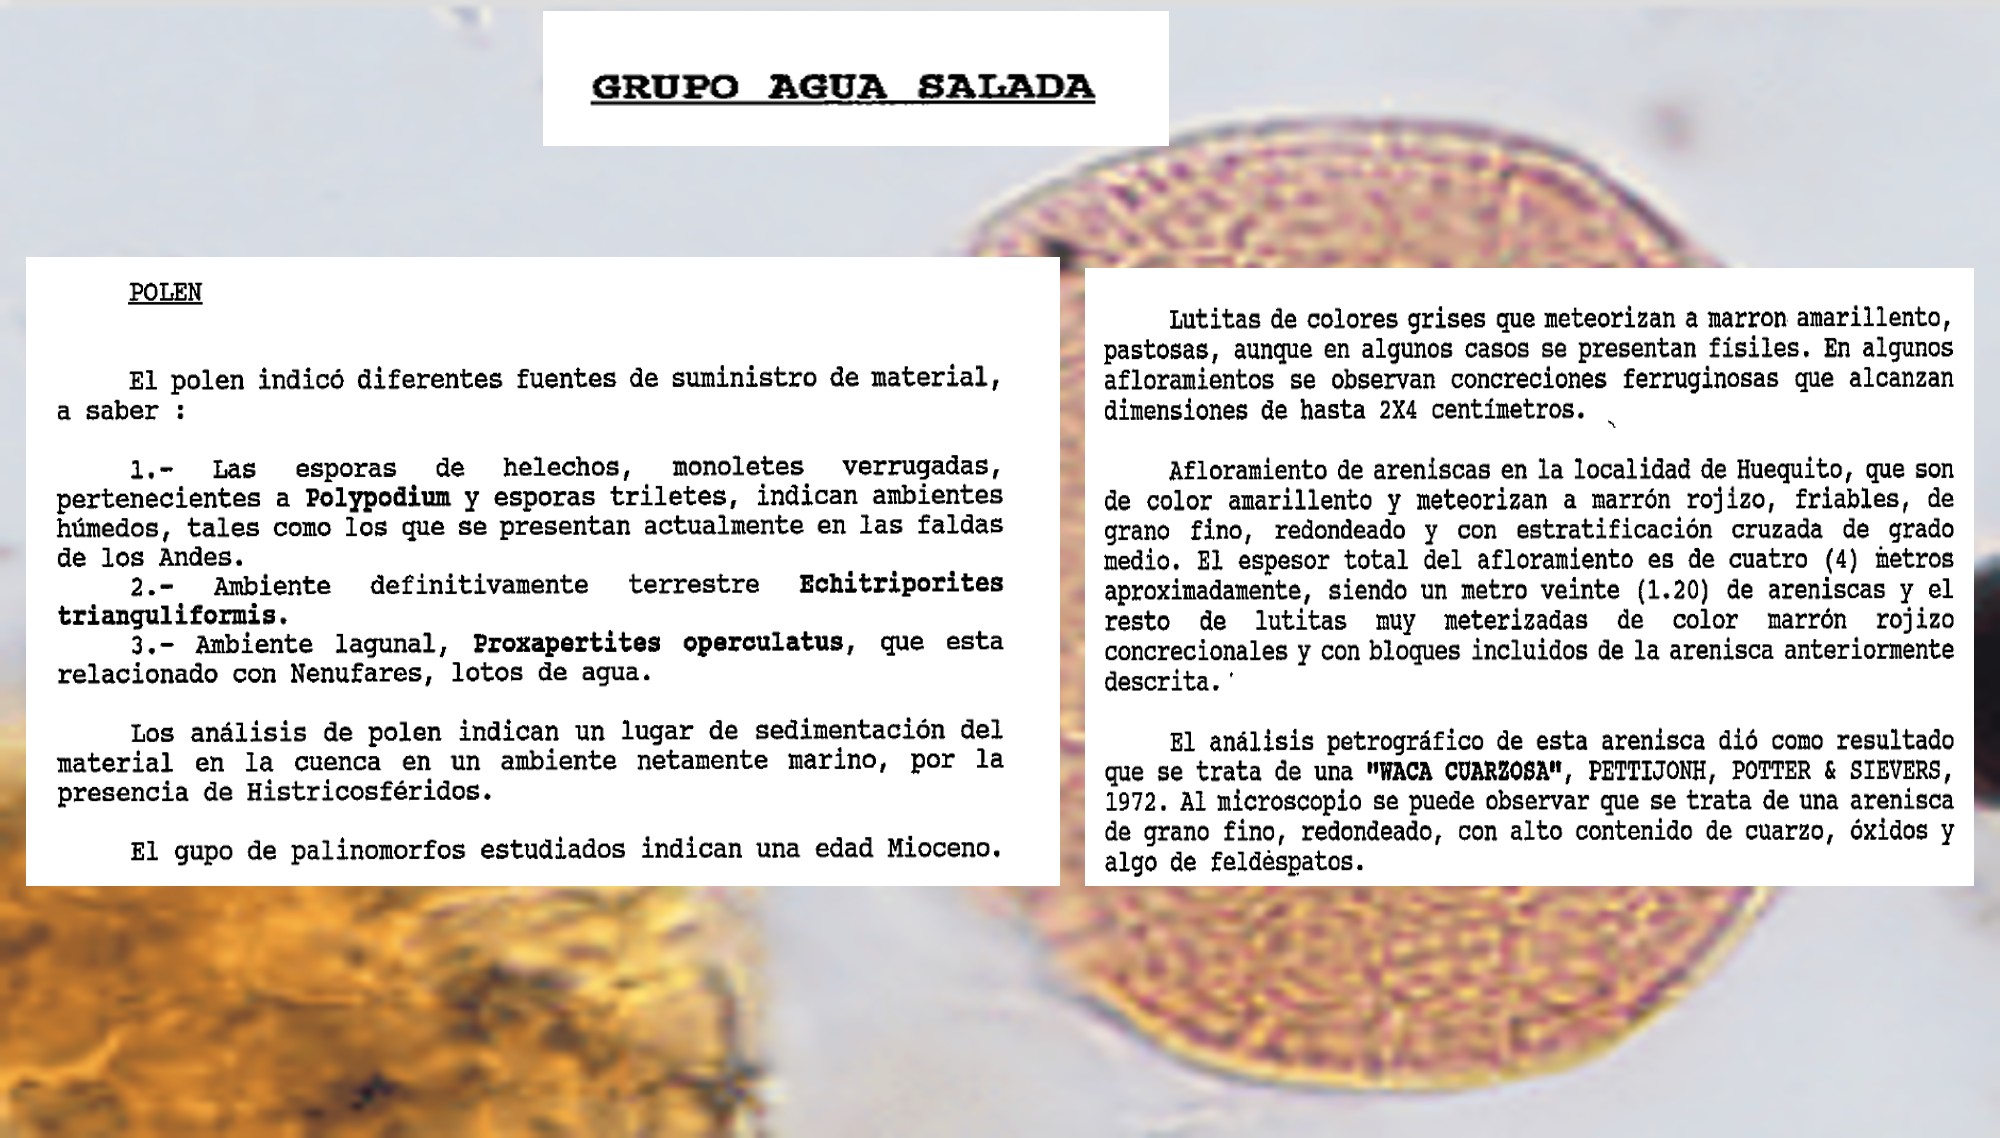 GRUPO AGUA SALADA
POLEN
El polen indicó diferentes fuentes de suministro de material,
a saber :
1.- Las esporas de helechos, monoletes verrugadas,
pertenecientes a Polypodium y esporas triletes, indican ambientes
húmedos, tales como los que se presentan actualmente en las faldas
de los Andes.
2.- Ambiente definitivamente terrestre Echitriporites
trianguliformis.
3.- Ambiente lagunal, Proxapertites operculatus, que esta
relacionado con Nenufares, lotos de agua.
Los análisis de polen indican un lugar de sedimentación del
material en la cuenca en un ambiente netamente marino, por la
presencia de Histricosféridos.
El gupo de palinomorfos estudiados indican una edad Mioceno.
Lutitas de colores grises que meteorizan a marron amarillento,
pastosas, aunque en algunos casos se presentan físiles. En algunos
afloramientos se observan concreciones ferruginosas que alcanzan
dimensiones de hasta 2X4 centímetros.
Afloramiento de areniscas en la localidad de Huequito, que son
de color amarillento y meteorizan a marrón rojizo, friables, de
grano fino, redondeado y con estratificación cruzada de grado
medio. El espesor total del afloramiento es de cuatro (4) metros
aproximadamente, siendo un metro veinte (1.20) de areniscas y el
resto de lutitas muy meterizadas de color marrón rojizo
concrecionales y con bloques incluidos de la arenisca anteriormente
descrita.
El análisis petrográfico de esta arenisca dió como resultado
que se trata de una "WACA CUARZOSA", PETTIJONH, POTTER & SIEVERS,
1972. Al microscopio se puede observar que se trata de una arenisca
de grano fino, redondeado, con alto contenido de cuarzo, óxidos y
algo de feldespatos.